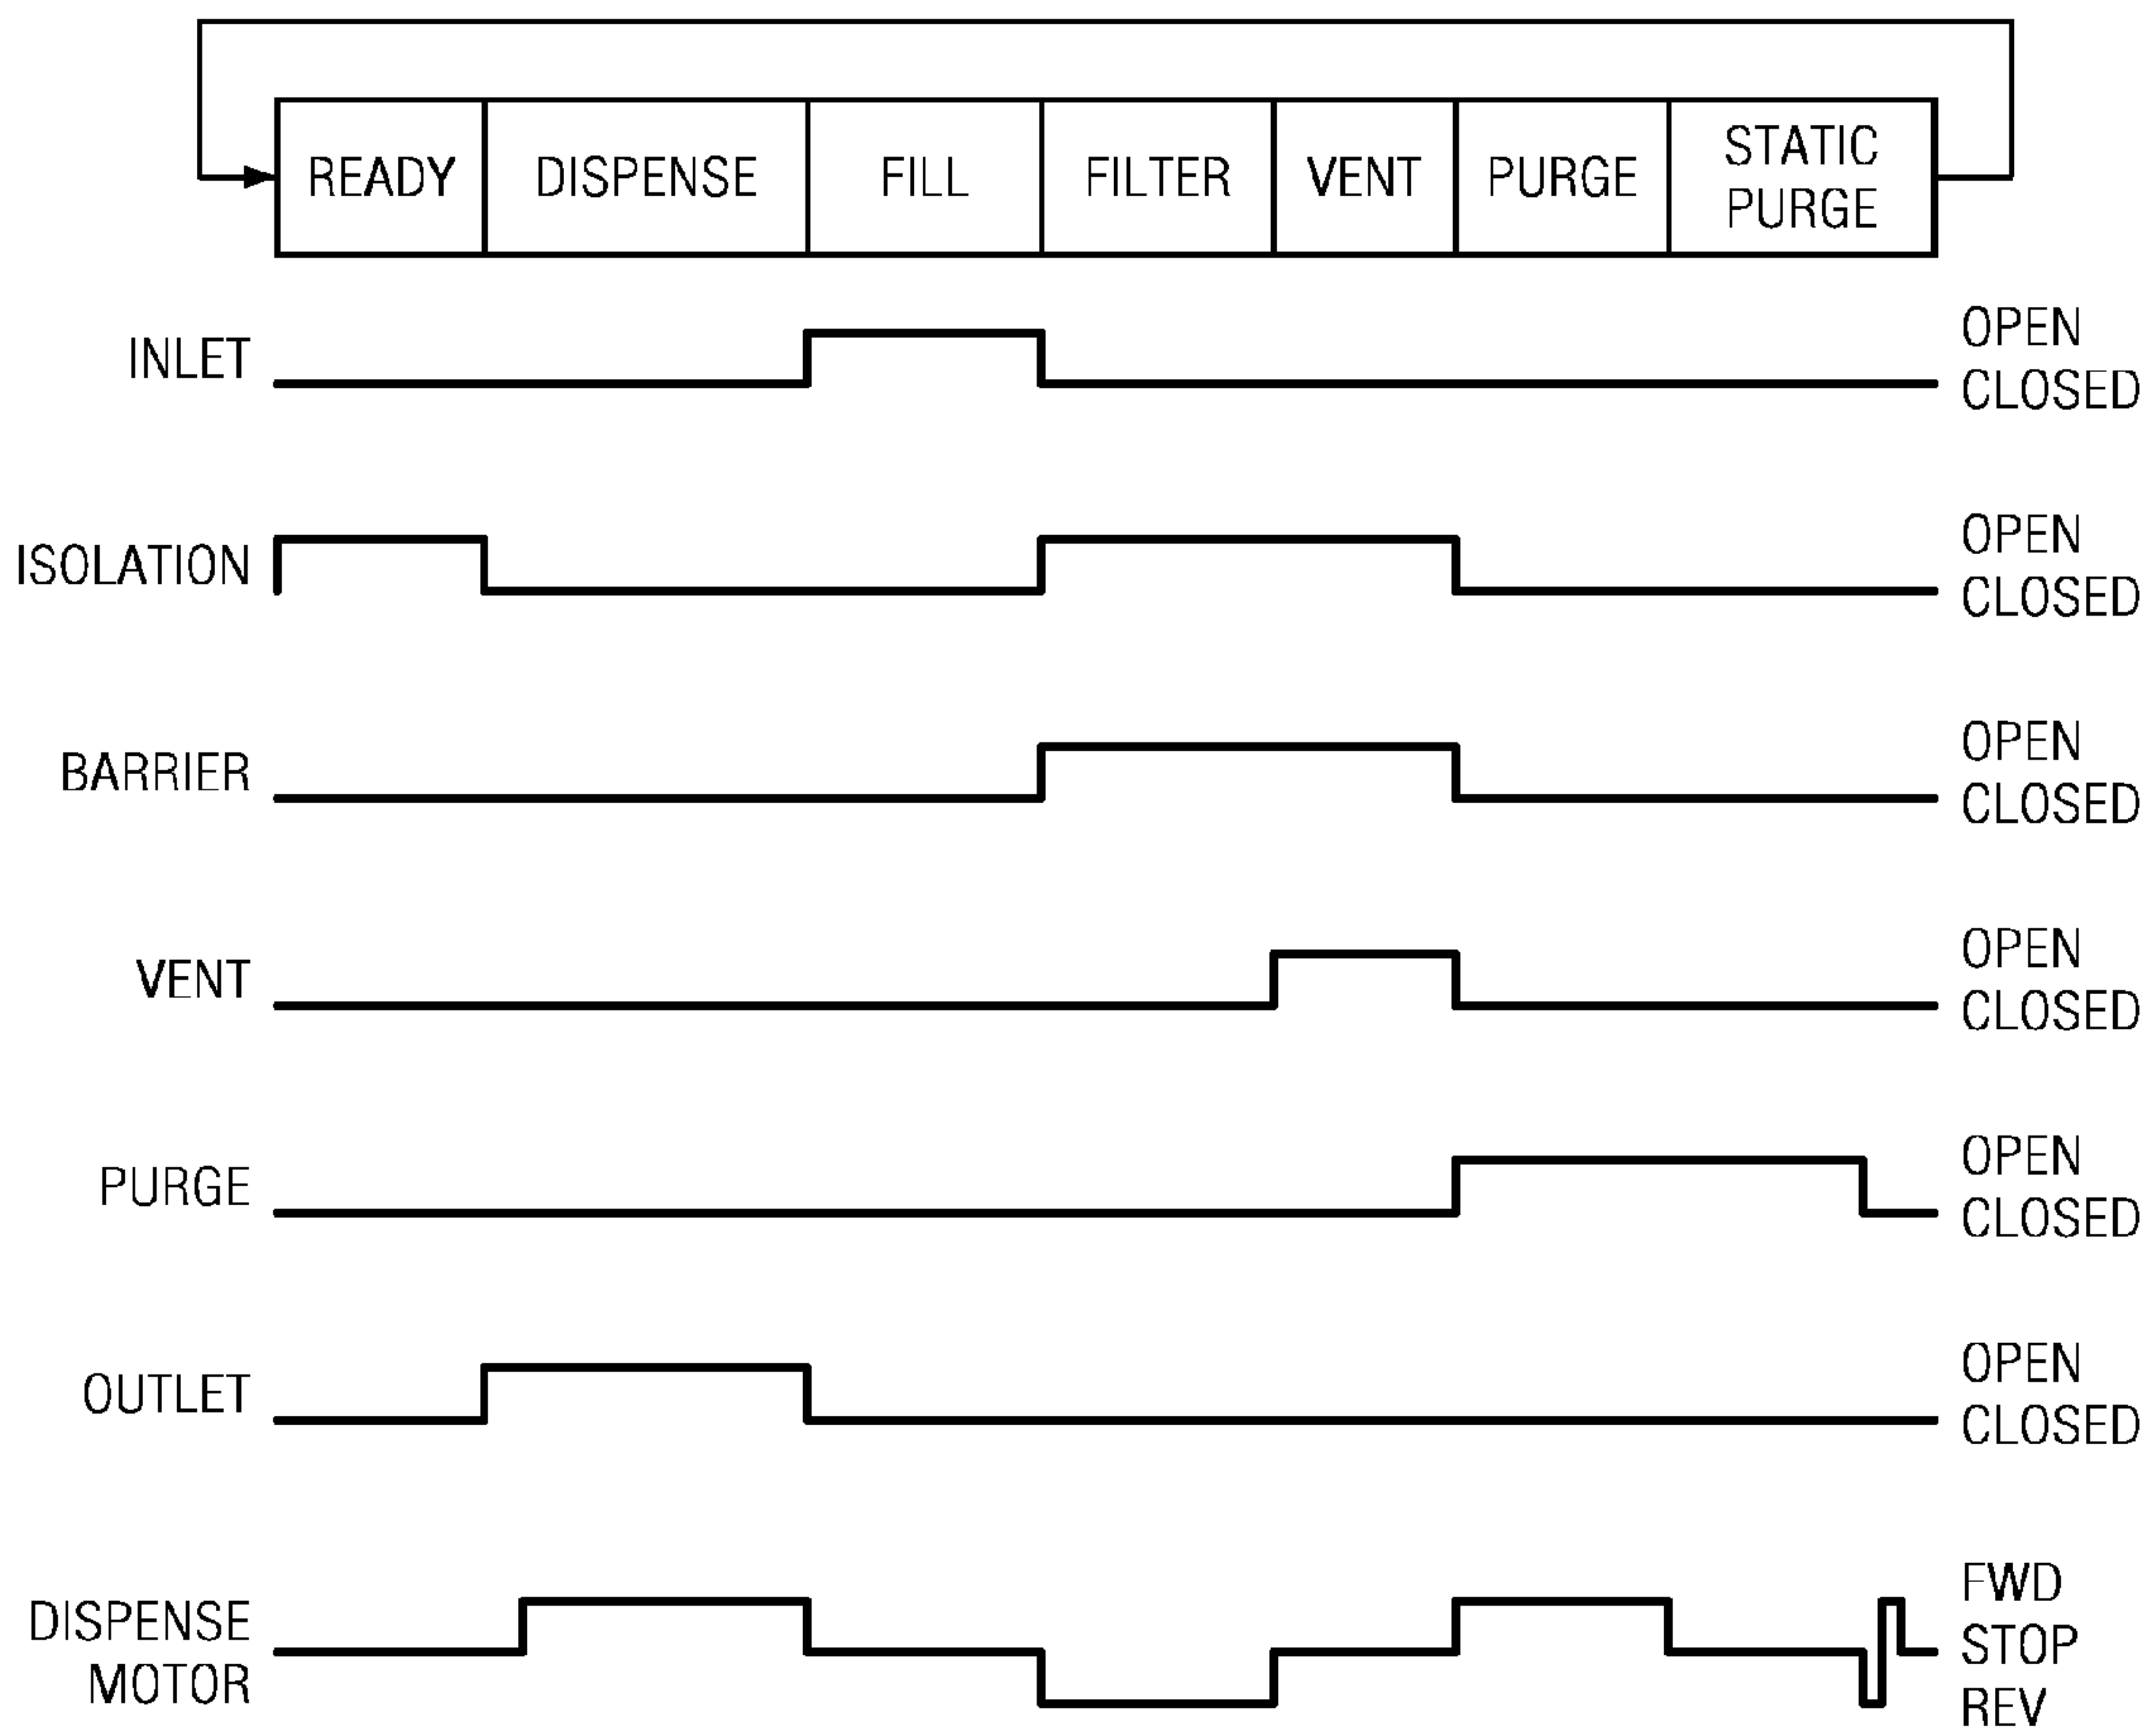 READY DISPENSE FILL FILTER VENT PURGE STATIC
PURGE
INLET OPEN
CLOSED
ISOLATION OPEN
CLOSED
BARRIER OPEN
CLOSED
VENT OPEN
CLOSED
PURGE OPEN
CLOSED
OUTLET OPEN
CLOSED
DISPENSE FWD
MOTOR STOP
REV